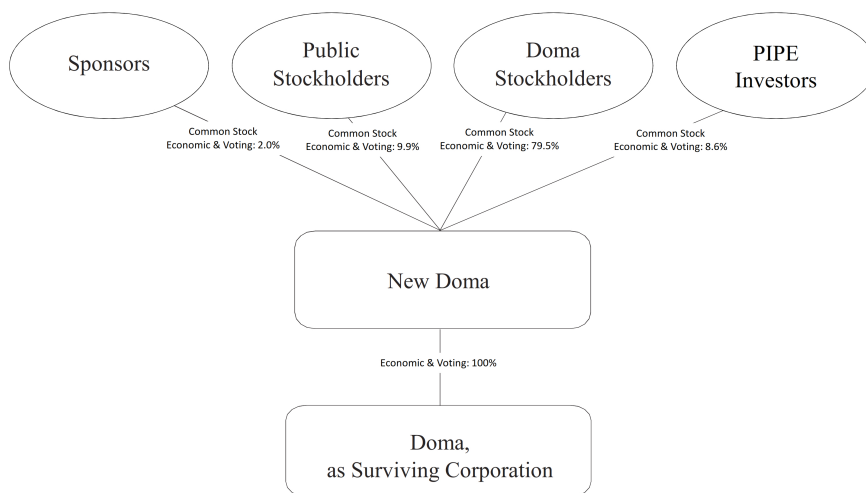 Sponsors
Public
Stockholders
Doma
Stockholders
PIPE
Investors
Common Stock
Economic & Voting: 2.0%
Common Stock
Economic & Voting: 9.9%
Common Stock
Economic & Voting: 79.5%
Common Stock
Economic & Voting: 8.6%
New Doma
Economic & Voting: 100%
Doma,
as Surviving Corporation